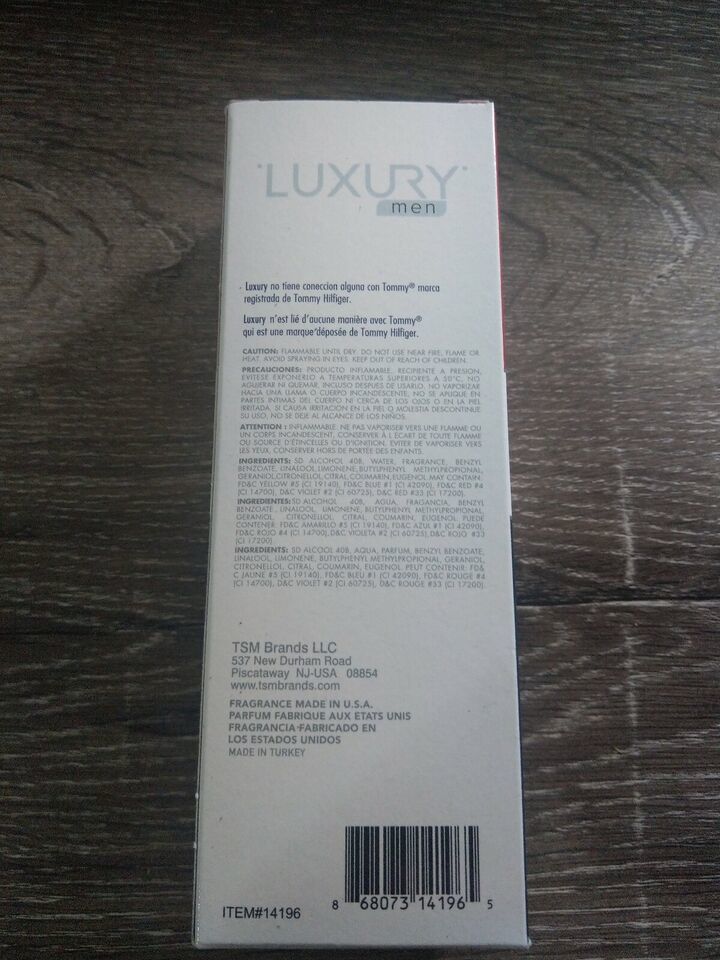 LUXURY
men
. Luxury no tiene coneccion alguna con Tommy® marca
registrada de Tommy Hilfiger.
Luxury n'est lié d'aucune manière avec Tommy®
qui est une marque déposée de Tommy Hilfiger.
CAUTION: FLAMMABLE UNTIL DRY. DO NOT USE NEAR FIRE, FLAME OR
HEAT. AVOID SPRAYING IN EYES. KEEP OUT OF REACH OF CHILDREN.
PRECAUCIONES: PRODUCTO INFLAMABLE, RECIPIENTE A PRESION,
EVITESE EXPONERLO A TEMPERATURAS SUPERIORES A 50°C, NO
AGUJERAR NI QUEMAR, INCLUSO DESPUES DE USARLO. NO VAPORIZAR
HACIA UNA LLAMA O CUERPO INCANDESCENTE, NO SE APLIQUE EN
PARTES INTIMAS DEL CUERPO NI CERCA DE LOS OJOS O EN LA PIEL
IRRITADA, SI CAUSA IRRITACION EN LA PIEL O MOLESTIA DESCONTINUE
SU USO, NO SE DEJE AL ALCANCE DE LOS NIÑOS.
ATTENTION : INFLAMMABLE. NE PAS VAPORISER VERS UNE FLAMME OU
UN CORPS INCANDESCENT, CONSERVER À L ECART DE TOUTE FLAMME
OU SOURCE D'ÉTINCELLES OU D'IGNITION. EVITER DE VAPORISER VERS
LES YEUX, CONSERVER HORS DE PORTÉE DES ENFANTS.
INGREDIENTS: SD ALCOHOL 40B, WATER, FRAGRANCE, BENZYL
BENZOATE, LINALOOL, LIMONENE, BUTYLPHENYL METHYLPROPIONAL,
GERANIOL, CITRONELLOL, CITRAL, COUMARIN, EUGENOL. MAY CONTAIN:
FD&C YELLOW #5 (CI 19140), FD&C BLUE #1 (CI 42090), FD&C RED #4
(CI 14700), D&C VIOLET #2 (CI 60725), D&C RED #33 (CI 17200).
INGREDIENTES: SD ALCOHOL 40B, AGUA, FRAGANCIA, BENZYL
BENZOATE, LINALOOL, LIMONENE, BUTYLPHENYL METHYLPROPIONAL,
GERANIOL, CITRONELLOL, CITRAL, COUMARIN, EUGENOL. PUEDE
CONTENER: FD&C AMARILLO #5 (CI 19140), FD&C AZUL #1 (CI 42090),
FD&C ROJO #4 (CI 14700), D&C VIOLETA #2 (CI 60725), D&C ROJO #33
(CI 17200).
INGREDIENTS: SD ALCOOL 40B, AQUA, PARFUM, BENZYL BENZOATE,
LINALOOL, LIMONENE, BUTYLPHENYL METHYLPROPIONAL, GERANIOL,
CITRONELLOL, CITRAL, COUMARIN, EUGENOL. PEUT CONTENIR: FD&
C JAUNE #5 (CI 19140), FD&C BLEU #1 (CI 42090), FD&C ROUGE #4
(CI 14700), D&C VIOLET #2 (CI 60725), D&C ROUGE #33 (CI 17200).
TSM Brands LLC
537 New Durham Road
Piscataway NJ-USA 08854
www.tsmbrands.com
FRAGRANCE MADE IN U.S.A.
PARFUM FABRIQUE AUX ETATS UNIS
FRAGRANCIA-FABRICADO EN
LOS ESTADOS UNIDOS
MADE IN TURKEY
ITEM#14196
8 68073 14196 5